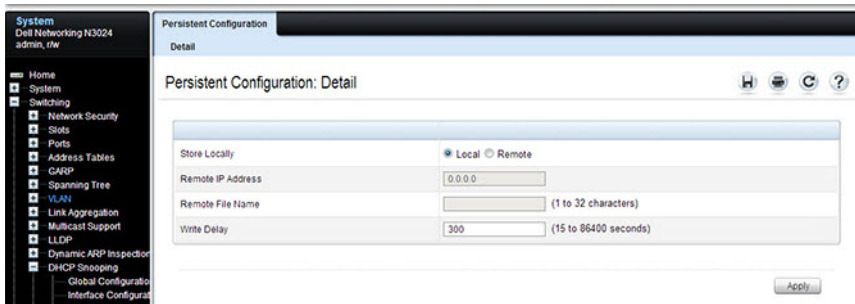 System
Dell Networking N3024
admin, r/w
Home
System
Switching
Network Security
Slots
Ports
Address Tables
GARP
Spanning Tree
VLAN
Link Aggregation
Multicast Support
LLDP
Dynamic ARP Inspection
DHCP Snooping
Global Configuratio
Interface Configurat
Persistent Configuration
Detail
Persistent Configuration: Detail
Store Locally Local Remote
Remote IP Address 0.0.0.0
Remote File Name (1 to 32 characters)
Write Delay 300 (15 to 86400 seconds)
Apply